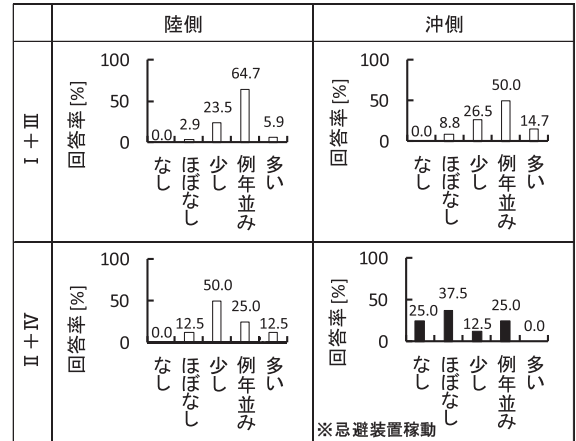 陸側
沖側
Ⅰ+Ⅲ
回答率 [%]
100
50
0
0.0
2.9
23.5
64.7
5.9
なし
ほぼなし
少し
例年並み
多い
回答率 [%]
100
50
0
0.0
8.8
26.5
50.0
14.7
なし
ほぼなし
少し
例年並み
多い
Ⅱ+Ⅳ
回答率 [%]
100
50
0
0.0
12.5
50.0
25.0
12.5
なし
ほぼなし
少し
例年並み
多い
回答率 [%]
100
50
0
25.0
37.5
12.5
25.0
0.0
なし
ほぼなし
少し
例年並み
多い
※忌避装置稼動